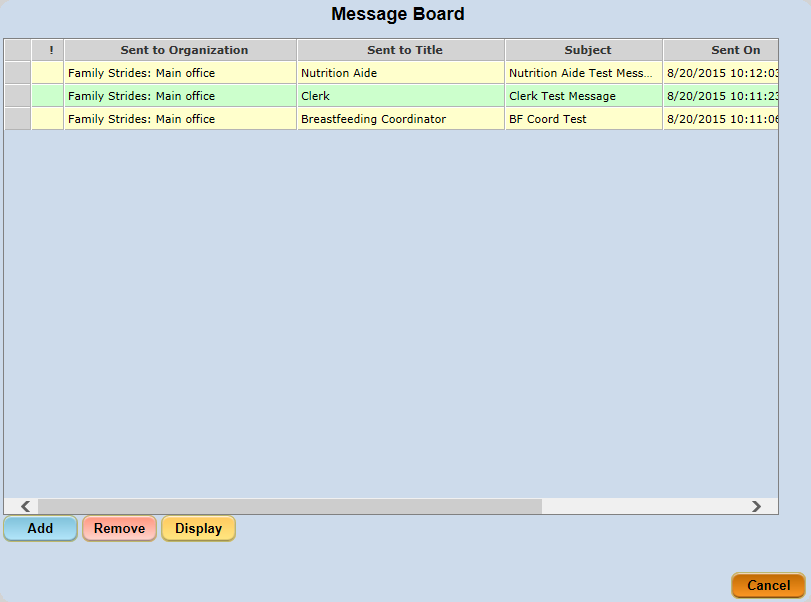 Message Board
! Sent to Organization Sent to Title Subject Sent On
Family Strides: Main office Nutrition Aide Nutrition Aide Test Mess... 8/20/2015 10:12:03
Family Strides: Main office Clerk Clerk Test Message 8/20/2015 10:11:23
Family Strides: Main office Breastfeeding Coordinator BF Coord Test 8/20/2015 10:11:06
Add Remove Display
Cancel